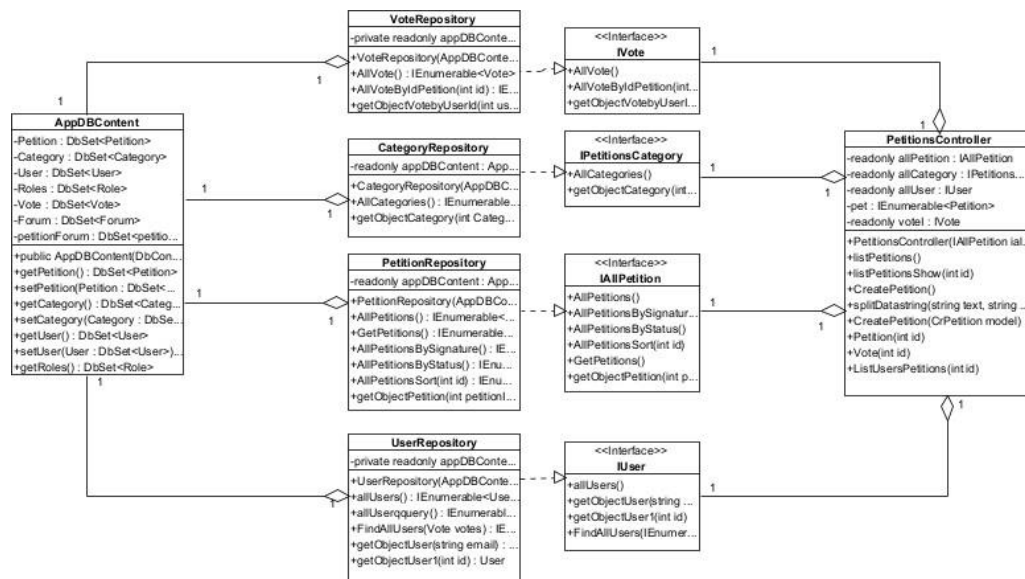 VoteRepository
-private readonly appDBConte...
+VoteRepository(AppDBConte...
+AllVote() : IEnumerable<Vote>
+AllVoteByIdPetition(int id) : IE...
+getObjectVotebyUserId(int us...
<<Interface>>
IVote
+AllVote()
+AllVoteByIdPetition(int...
+getObjectVotebyUserI...
1
1
1
1
AppDBContent
-Petition : DbSet<Petition>
-Category : DbSet<Category>
-User : DbSet<User>
-Roles : DbSet<Role>
-Vote : DbSet<Vote>
-Forum : DbSet<Forum>
-petitionForum : DbSet<petitio...
+public AppDBContent(DbCon...
+getPetition() : DbSet<Petition>
+setPetition(Petition : DbSet<...
+getCategory() : DbSet<Categ...
+setCategory(Category : DbSe...
+getUser() : DbSet<User>
+setUser(User : DbSet<User>)...
+getRoles() : DbSet<Role>
CategoryRepository
-readonly appDBContent : App...
+CategoryRepository(AppDBC...
+AllCategories() : IEnumerable...
+getObjectCategory(int Categ...
<<Interface>>
IPetitionsCategory
+AllCategories()
+getObjectCategory(int...
1
1
1
1
PetitionsController
-readonly allPetition : IAllPetition
-readonly allCategory : IPetitions...
-readonly allUser : IUser
-pet : IEnumerable<Petition>
-readonly voteI : IVote
+PetitionsController(IAllPetition ial...
+listPetitions()
+listPetitionsShow(int id)
+CreatePetition()
+splitDatastring(string text, string ...
+CreatePetition(CrPetition model)
+Petition(int id)
+Vote(int id)
+ListUsersPetitions(int id)
PetitionRepository
-readonly appDBContent : App...
+PetitionRepository(AppDBCo...
+AllPetitions() : IEnumerable<...
+GetPetitions() : IEnumerable...
+AllPetitionsBySignature() : IE...
+AllPetitionsByStatus() : IEnu...
+AllPetitionsSort(int id) : IEnu...
+getObjectPetition(int petitionI...
<<Interface>>
IAllPetition
+AllPetitions()
+AllPetitionsBySignatur...
+AllPetitionsByStatus()
+AllPetitionsSort(int id)
+GetPetitions()
+getObjectPetition(int p...
1
1
1
1
UserRepository
-private readonly appDBConte...
+UserRepository(AppDBConte...
+allUsers() : IEnumerable<Use...
+allUserqquery() : IEnumerabl...
+FindAllUsers(Vote votes) : IE...
+getObjectUser(string email) : ...
+getObjectUser1(int id) : User
<<Interface>>
IUser
+allUsers()
+getObjectUser(string ...
+getObjectUser1(int id)
+FindAllUsers(IEnumer...
1
1
1
1